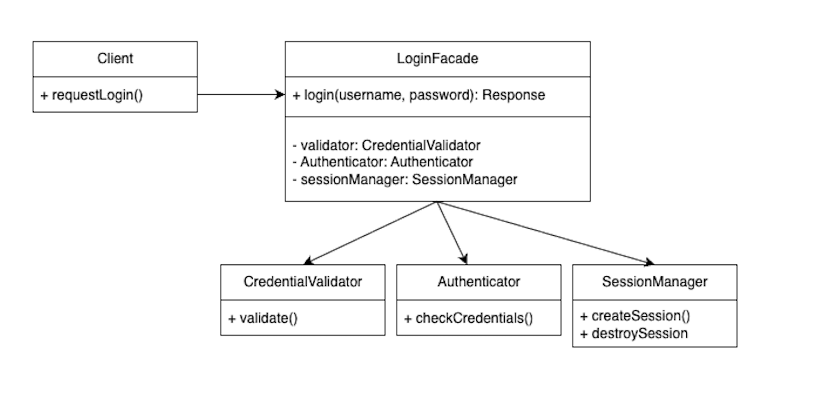 Client
+ requestLogin()
LoginFacade
+ login(username, password): Response
- validator: CredentialValidator
- Authenticator: Authenticator
- sessionManager: SessionManager
CredentialValidator
+ validate()
Authenticator
+ checkCredentials()
SessionManager
+ createSession()
+ destroySession